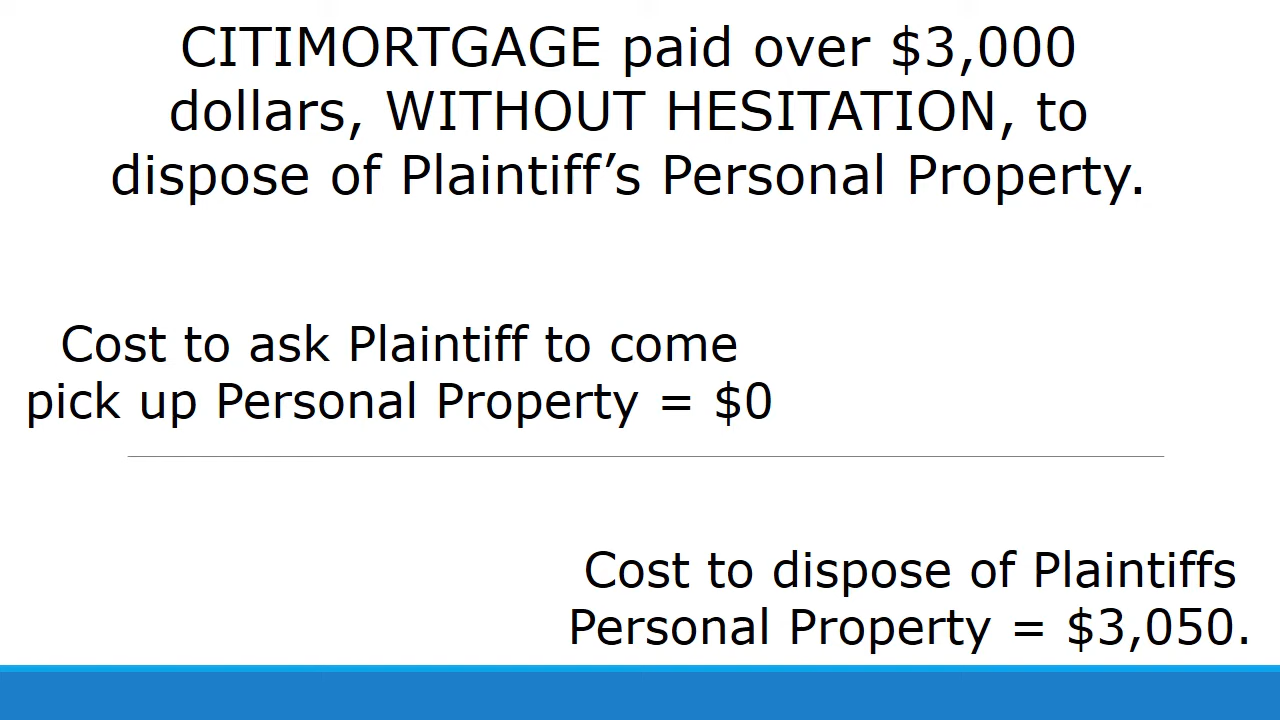 CITIMORTGAGE paid over $3,000
dollars, WITHOUT HESITATION, to
dispose of Plaintiff’s Personal Property.
Cost to ask Plaintiff to come
pick up Personal Property = $0
Cost to dispose of Plaintiffs
Personal Property = $3,050.